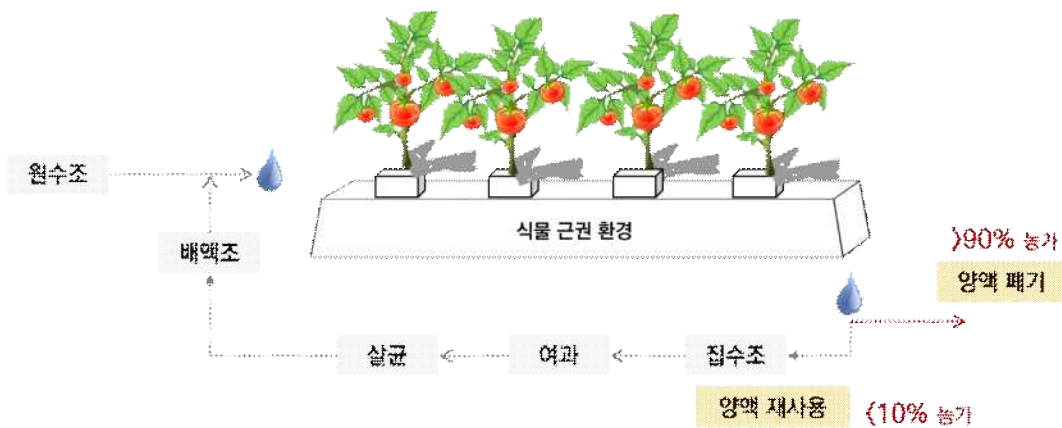 원수조
배액조
식물 근권 환경
>90% 농가
양액 폐기
살균
여과
집수조
양액 재사용
<10% 농가